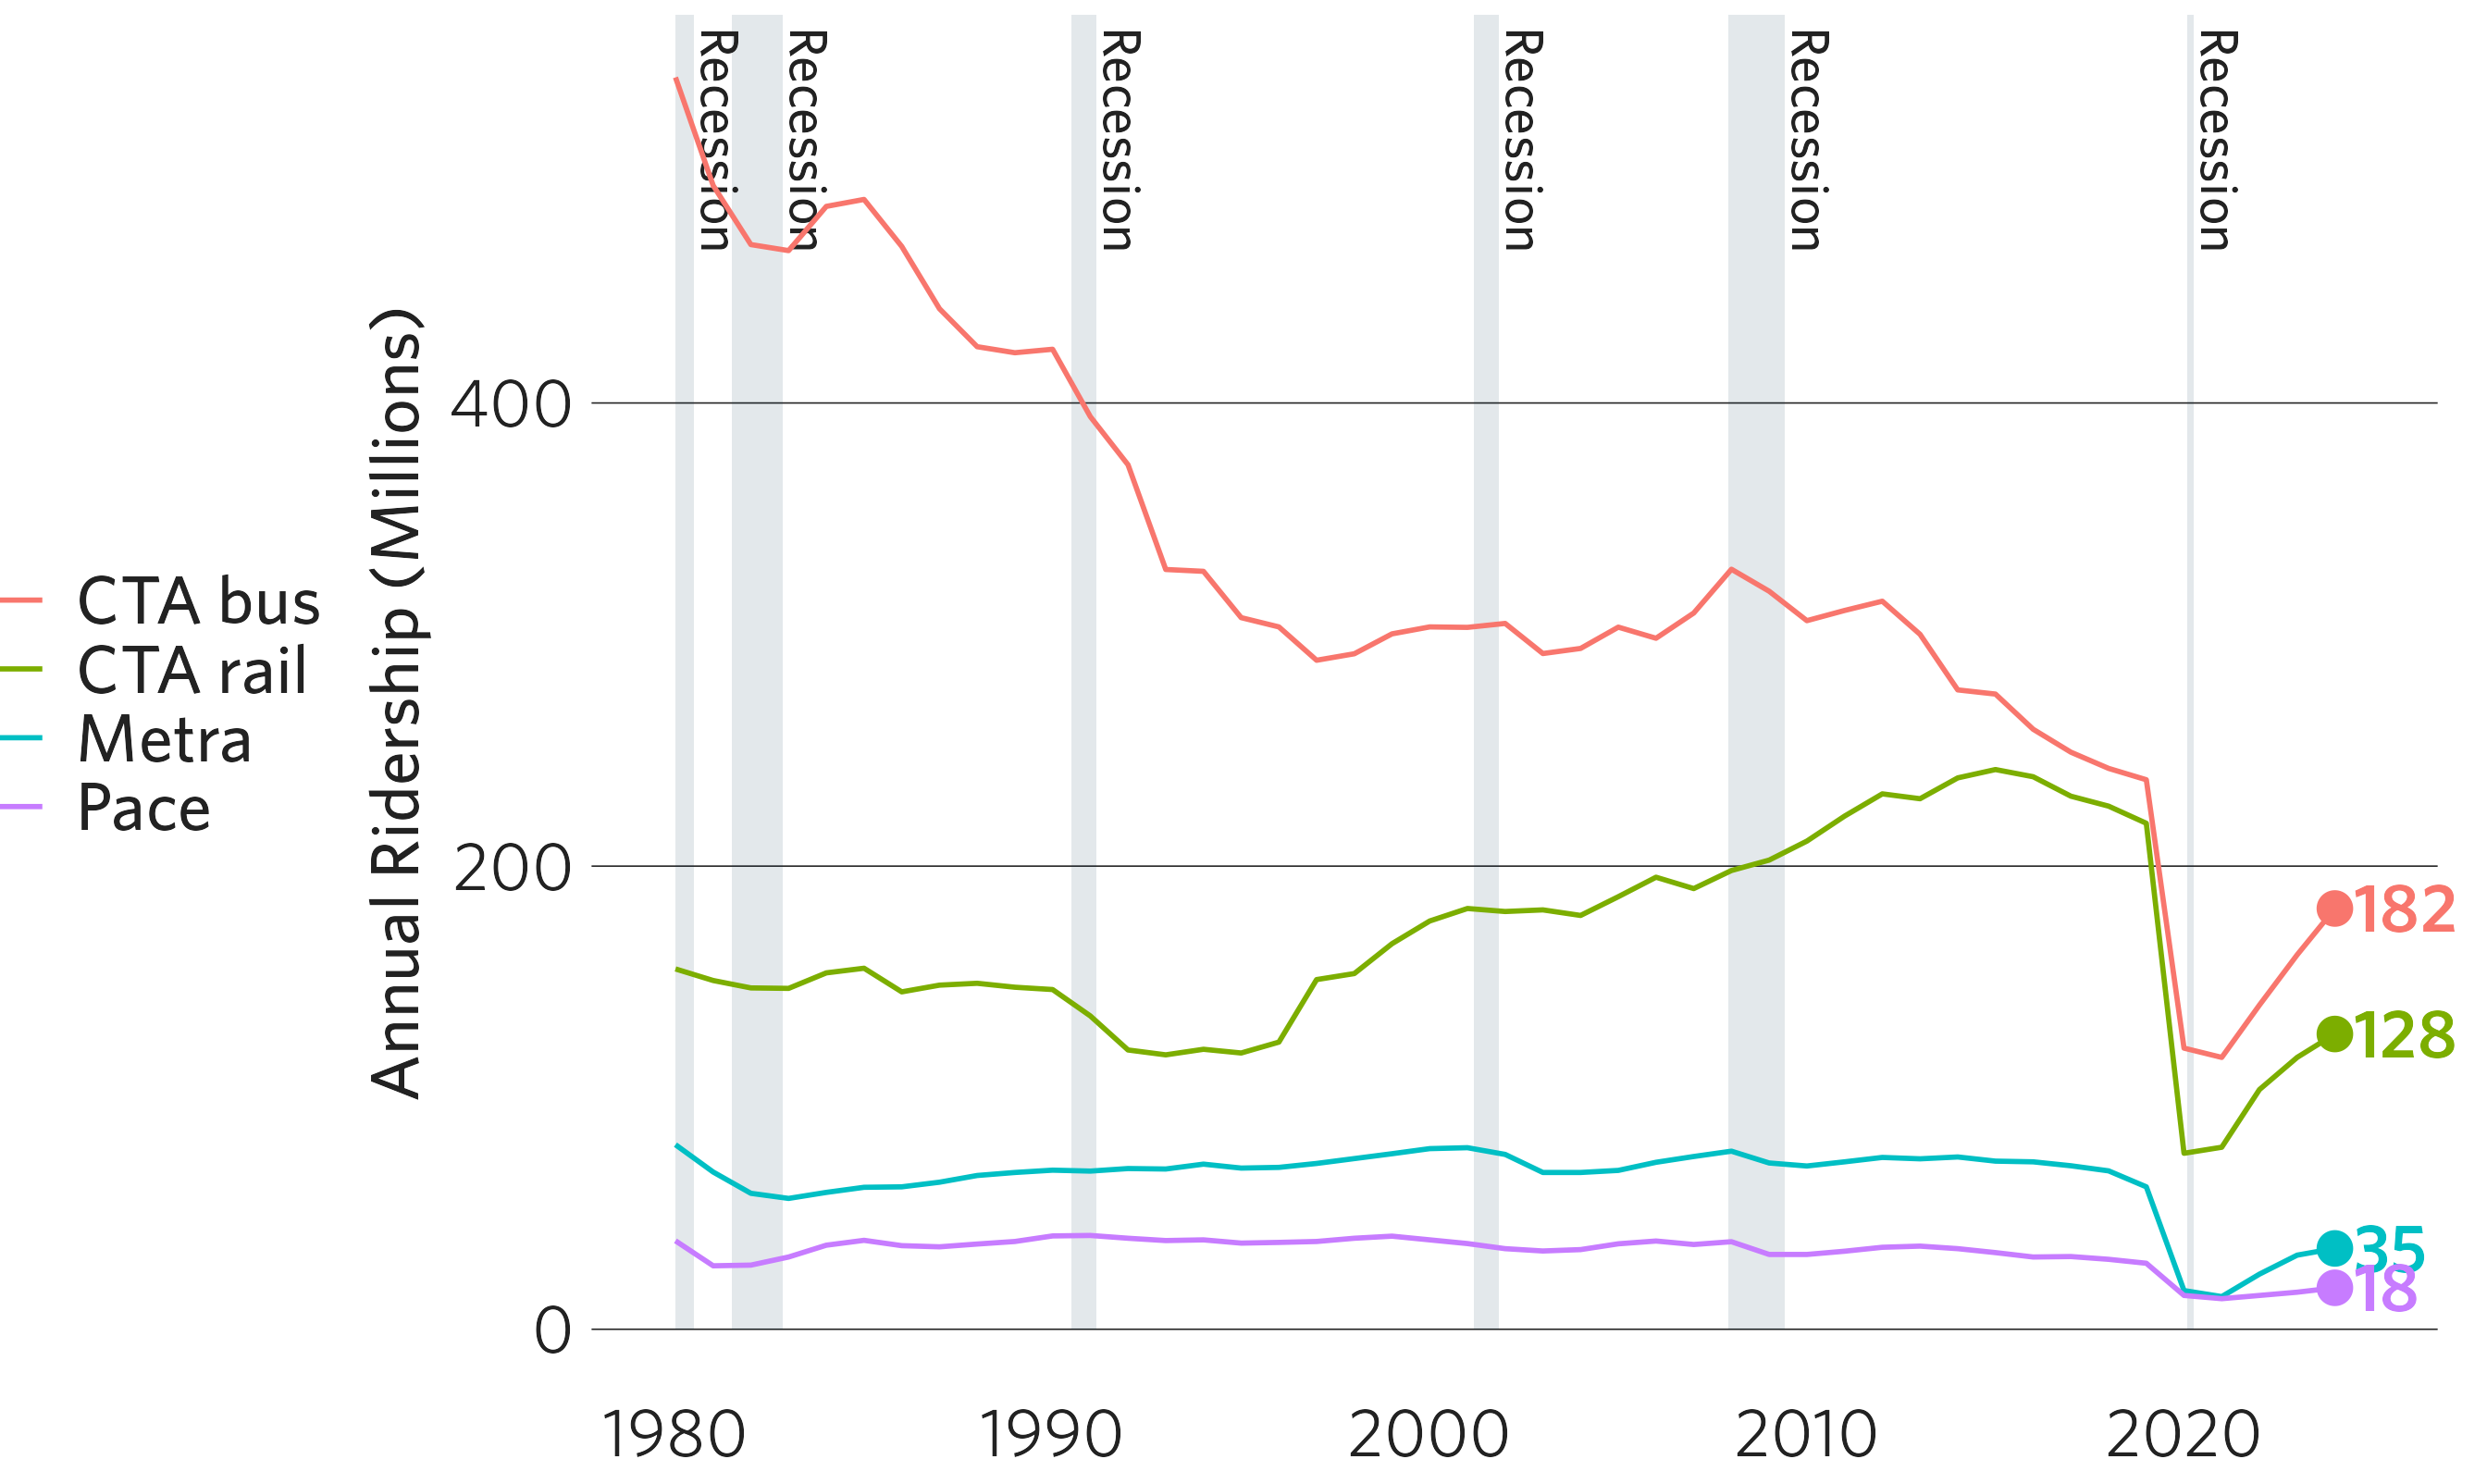 Recession
Recession
Recession
Recession
Recession
Recession
Annual Ridership (Millions)
400
200
0
CTA bus
CTA rail
Metra
Pace
182
128
35
18
1980
1990
2000
2010
2020